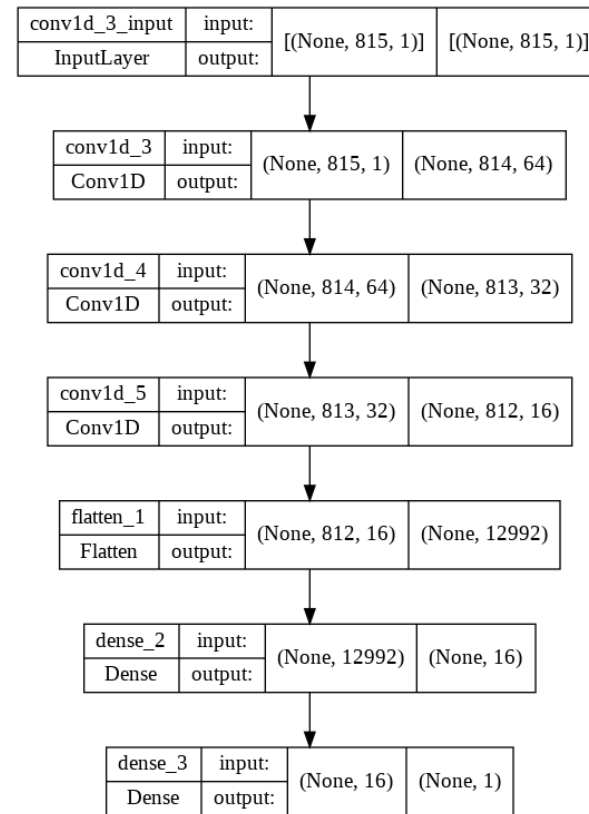 conv1d_3_input input: [(None, 815, 1)] [(None, 815, 1)]
InputLayer output:
conv1d_3 input: (None, 815, 1) (None, 814, 64)
Conv1D output:
conv1d_4 input: (None, 814, 64) (None, 813, 32)
Conv1D output:
conv1d_5 input: (None, 813, 32) (None, 812, 16)
Conv1D output:
flatten_1 input: (None, 812, 16) (None, 12992)
Flatten output:
dense_2 input: (None, 12992) (None, 16)
Dense output:
dense_3 input: (None, 16) (None, 1)
Dense output: